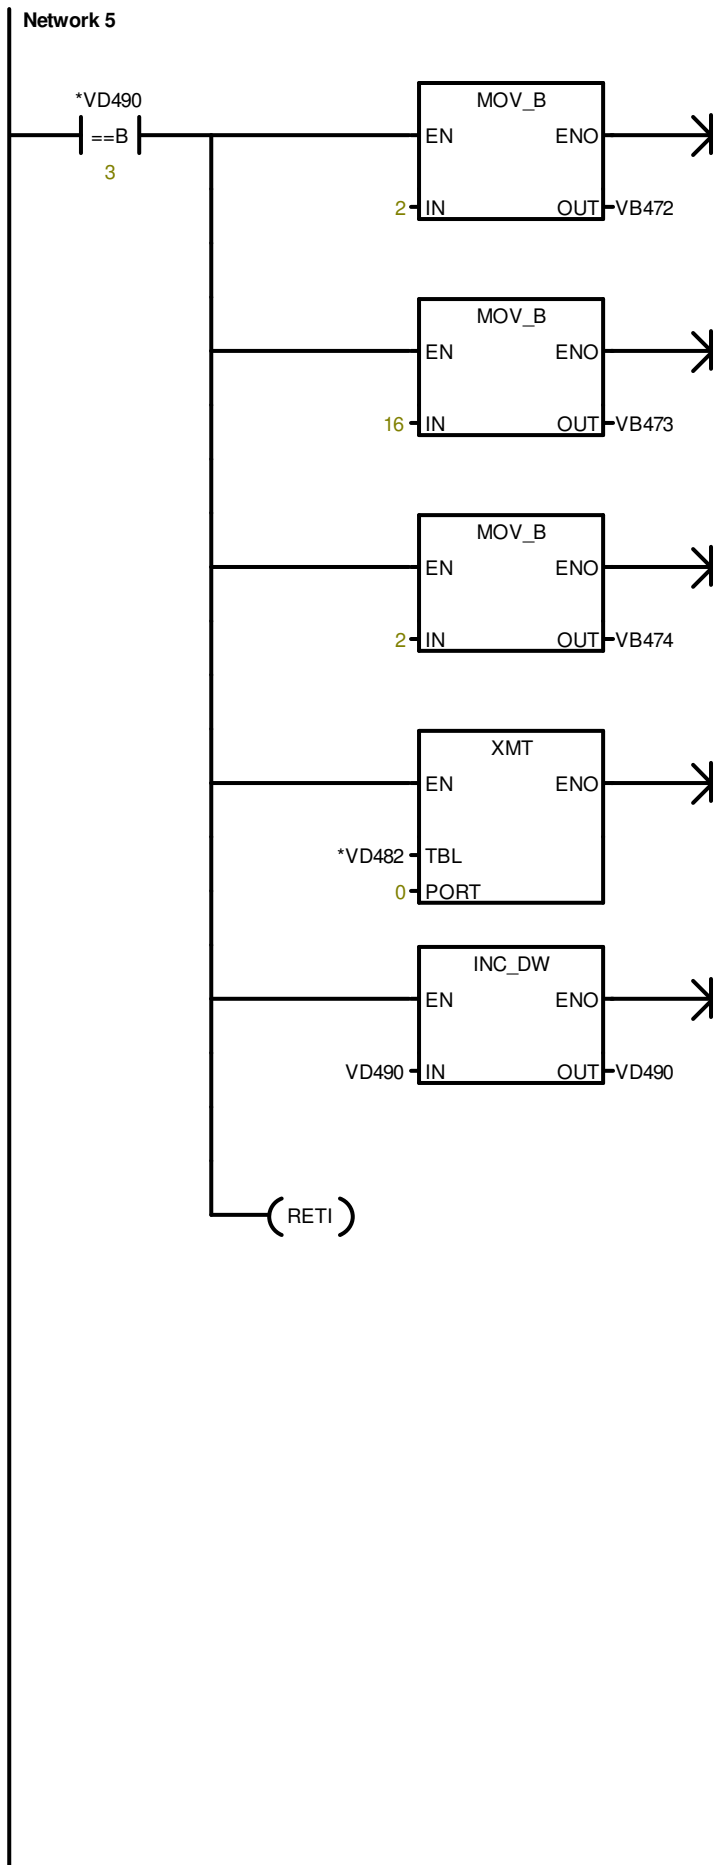 Network 5
*VD490
==B
3
MOV_B
EN ENO
2 IN OUT VB472
MOV_B
EN ENO
16 IN OUT VB473
MOV_B
EN ENO
2 IN OUT VB474
XMT
EN ENO
*VD482 TBL
0 PORT
INC_DW
EN ENO
VD490 IN OUT VD490
RETI